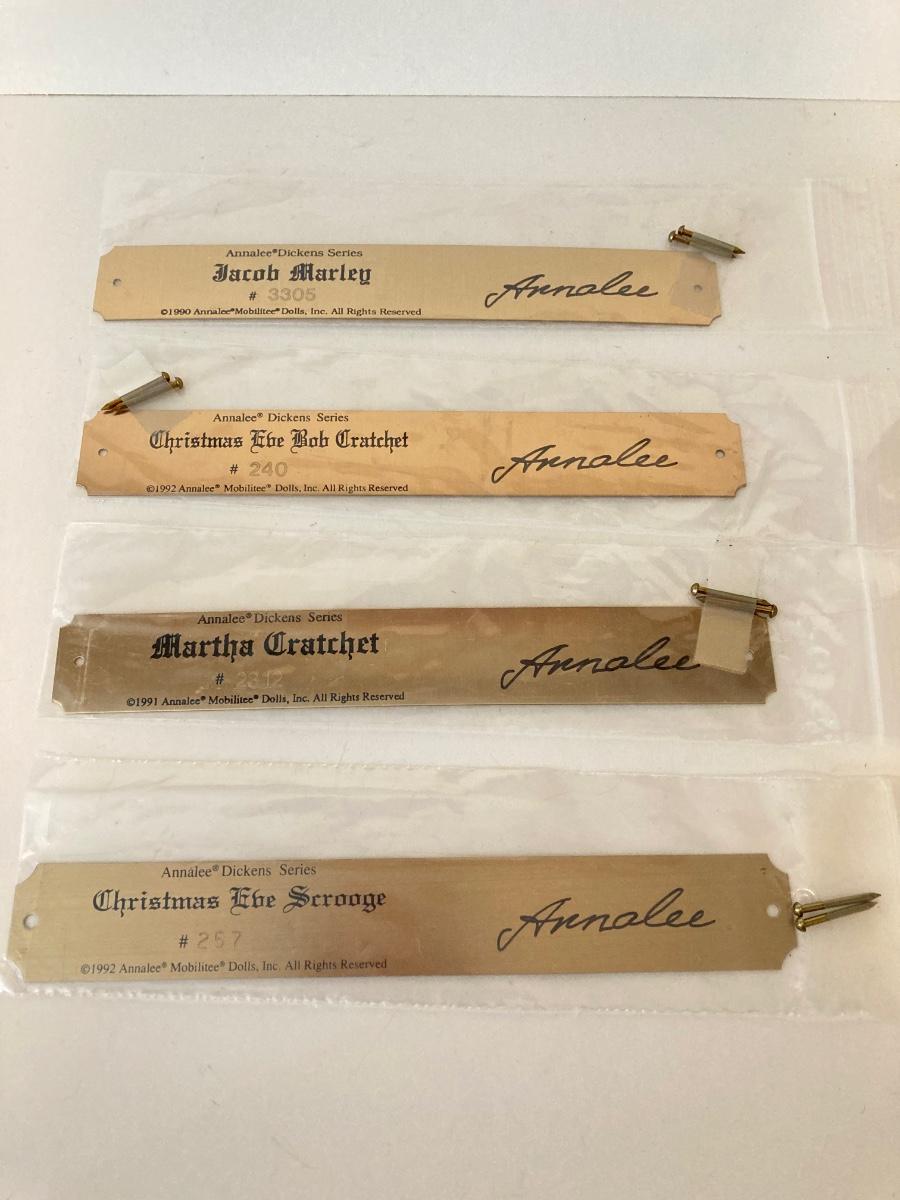 Annalee® Dickens Series
Jacob Marley
# 3305
Annalee
©1990 Annalee® Mobilitee® Dolls, Inc. All Rights Reserved
Annalee® Dickens Series
Christmas Eve Bob Cratchet
# 240
Annalee
©1992 Annalee® Mobilitee® Dolls, Inc. All Rights Reserved
Annalee® Dickens Series
Martha Cratchet
# 2312
Annalee
©1991 Annalee® Mobilitee® Dolls, Inc. All Rights Reserved
Annalee® Dickens Series
Christmas Eve Scrooge
# 257
Annalee
©1992 Annalee® Mobilitee® Dolls, Inc. All Rights Reserved